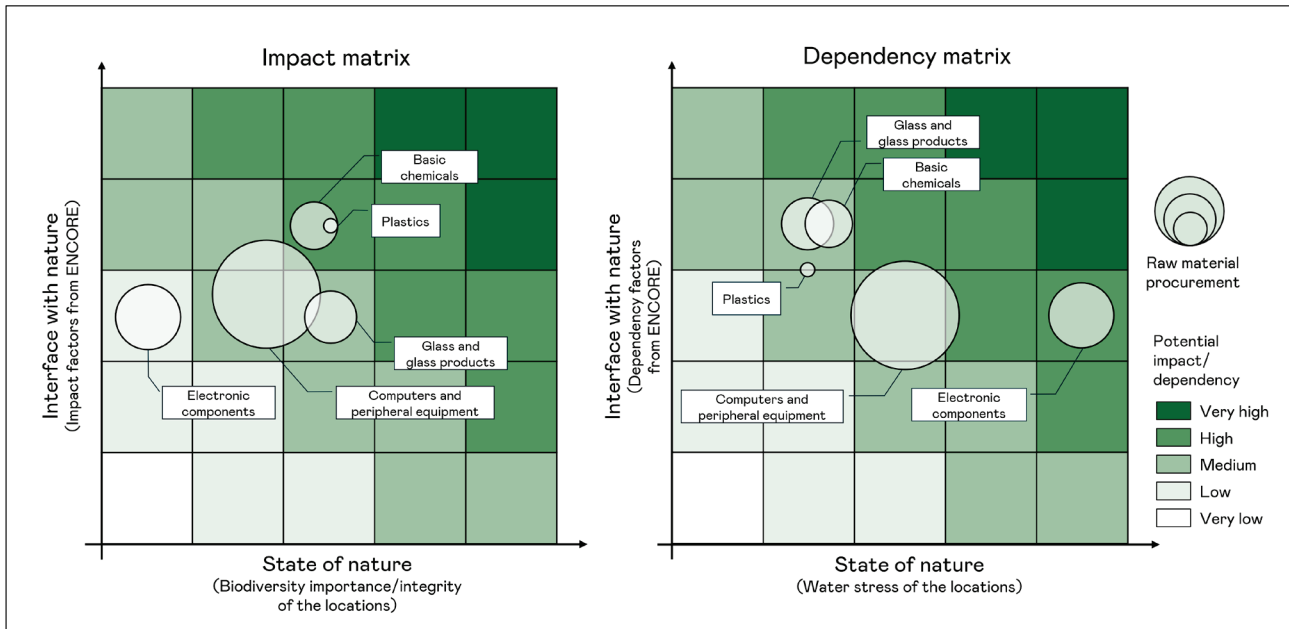 Impact matrix
Interface with nature
(Impact factors from ENCORE)
Basic
chemicals
Plastics
Glass and
glass products
Electronic
components
Computers and
peripheral equipment
State of nature
(Biodiversity importance/integrity
of the locations)
Dependency matrix
Interface with nature
(Dependency factors
from ENCORE)
Glass and
glass products
Basic
chemicals
Plastics
Computers and
peripheral equipment
Electronic
components
State of nature
(Water stress of the locations)
Raw material
procurement
Potential
impact/
dependency
Very high
High
Medium
Low
Very low